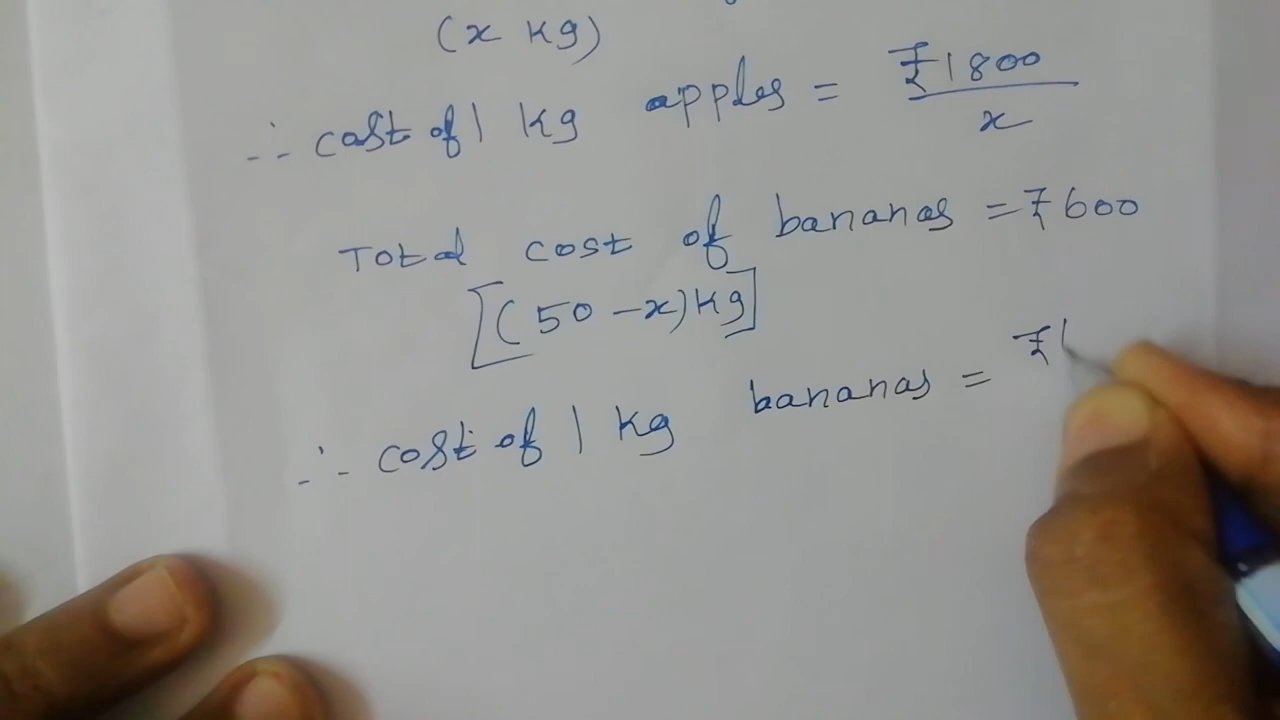 (x kg)
∴ cost of 1 kg apples = ₹1800/x
Total cost of bananas = ₹600
[(50 - x) kg]
∴ cost of 1 kg bananas = ₹